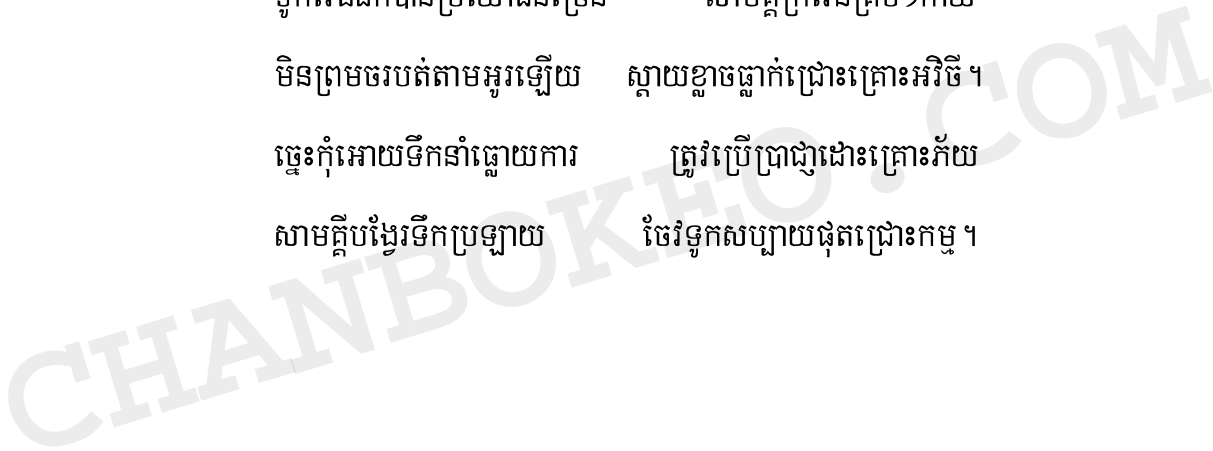 មិនព្រមចរបត់តាមអូរឡើយ ស្ដាយខ្លាចធ្លាក់ជ្រោះគ្រោះអវិចី ។
ច្នេះកុំអោយទឹកនាំធ្លោយការ ត្រូវប្រើប្រាជ្ញាដោះគ្រោះភ័យ
សាមគ្គីបង្វែរទឹកប្រឡាយ ចែវទូកសប្បាយផុតជ្រោះកម្ម ។
CHANBOKEO.COM